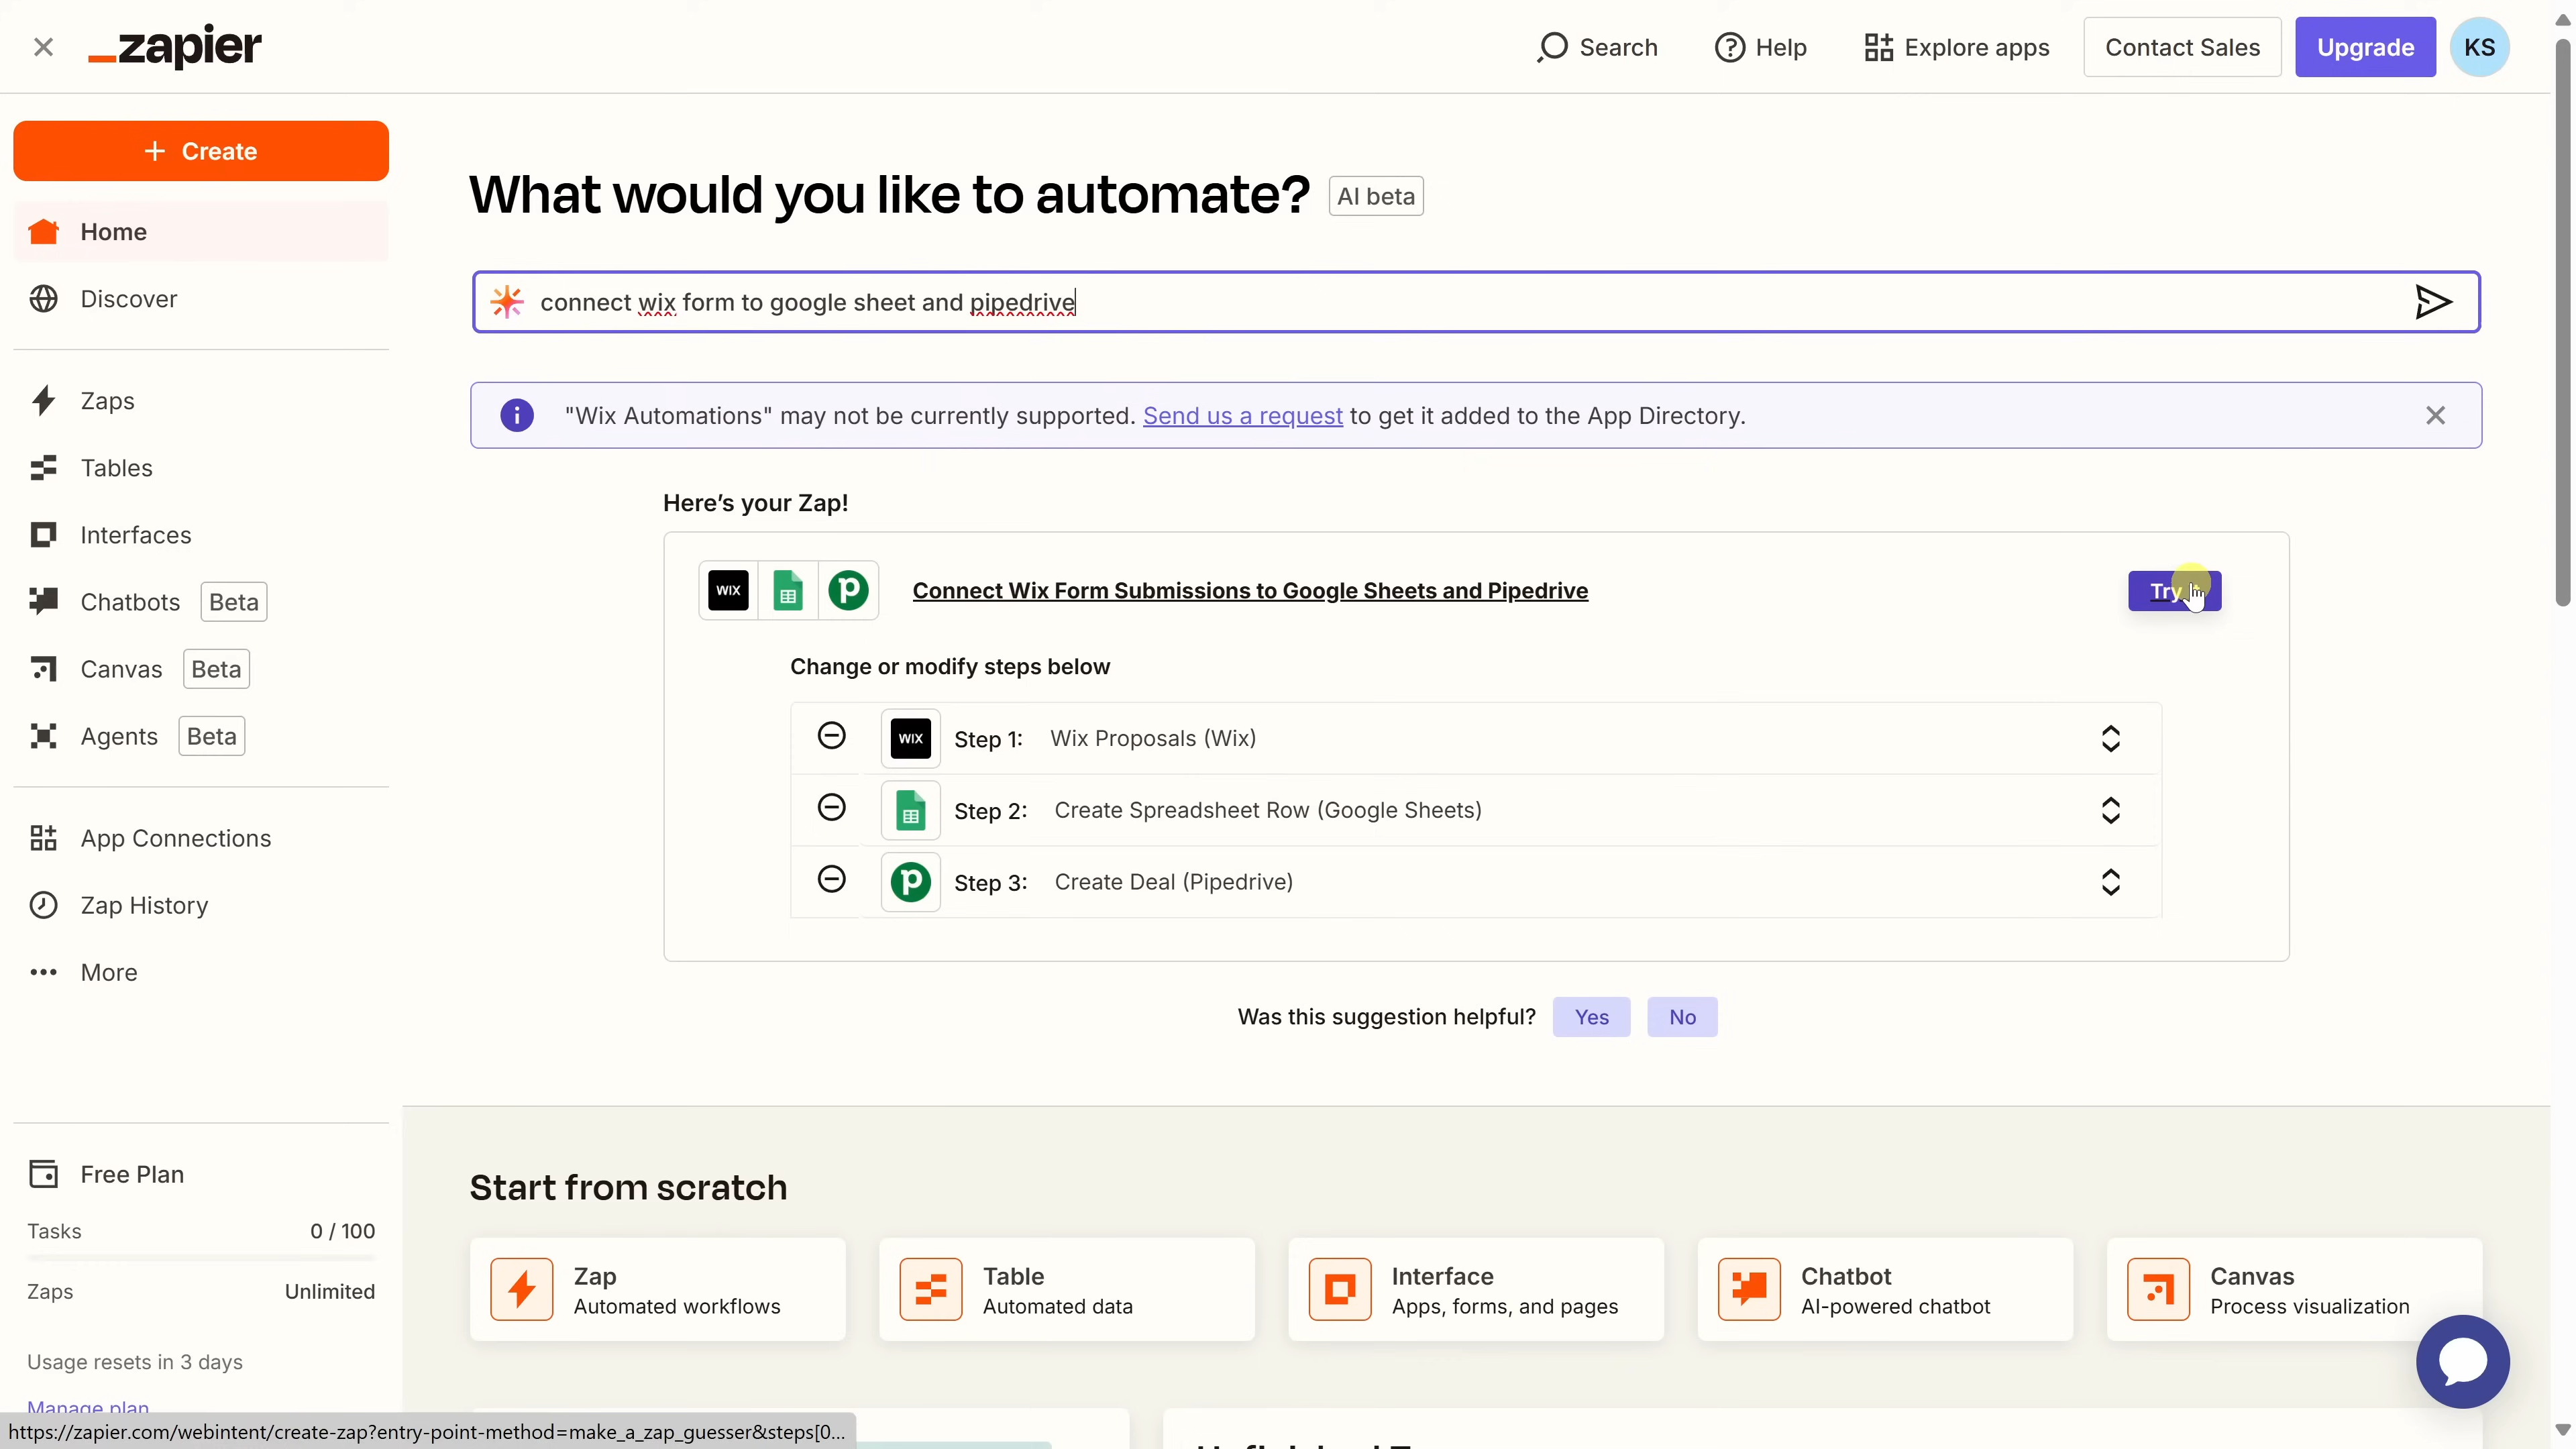 zapier
Search
Help
Explore apps
Contact Sales
Upgrade
KS
+ Create
Home
Discover
Zaps
Tables
Interfaces
Chatbots Beta
Canvas Beta
Agents Beta
App Connections
Zap History
More
Free Plan
Tasks 0 / 100
Zaps Unlimited
Usage resets in 3 days
Manage plan
What would you like to automate? AI beta
connect wix form to google sheet and pipedrive
"Wix Automations" may not be currently supported. Send us a request to get it added to the App Directory.
Here's your Zap!
WIX
Connect Wix Form Submissions to Google Sheets and Pipedrive
Try
Change or modify steps below
WIX Step 1: Wix Proposals (Wix)
Step 2: Create Spreadsheet Row (Google Sheets)
Step 3: Create Deal (Pipedrive)
Was this suggestion helpful? Yes No
Start from scratch
Zap
Automated workflows
Table
Automated data
Interface
Apps, forms, and pages
Chatbot
AI-powered chatbot
Canvas
Process visualization
https://zapier.com/webintent/create-zap?entry-point-method=make_a_zap_guesser&steps[0...